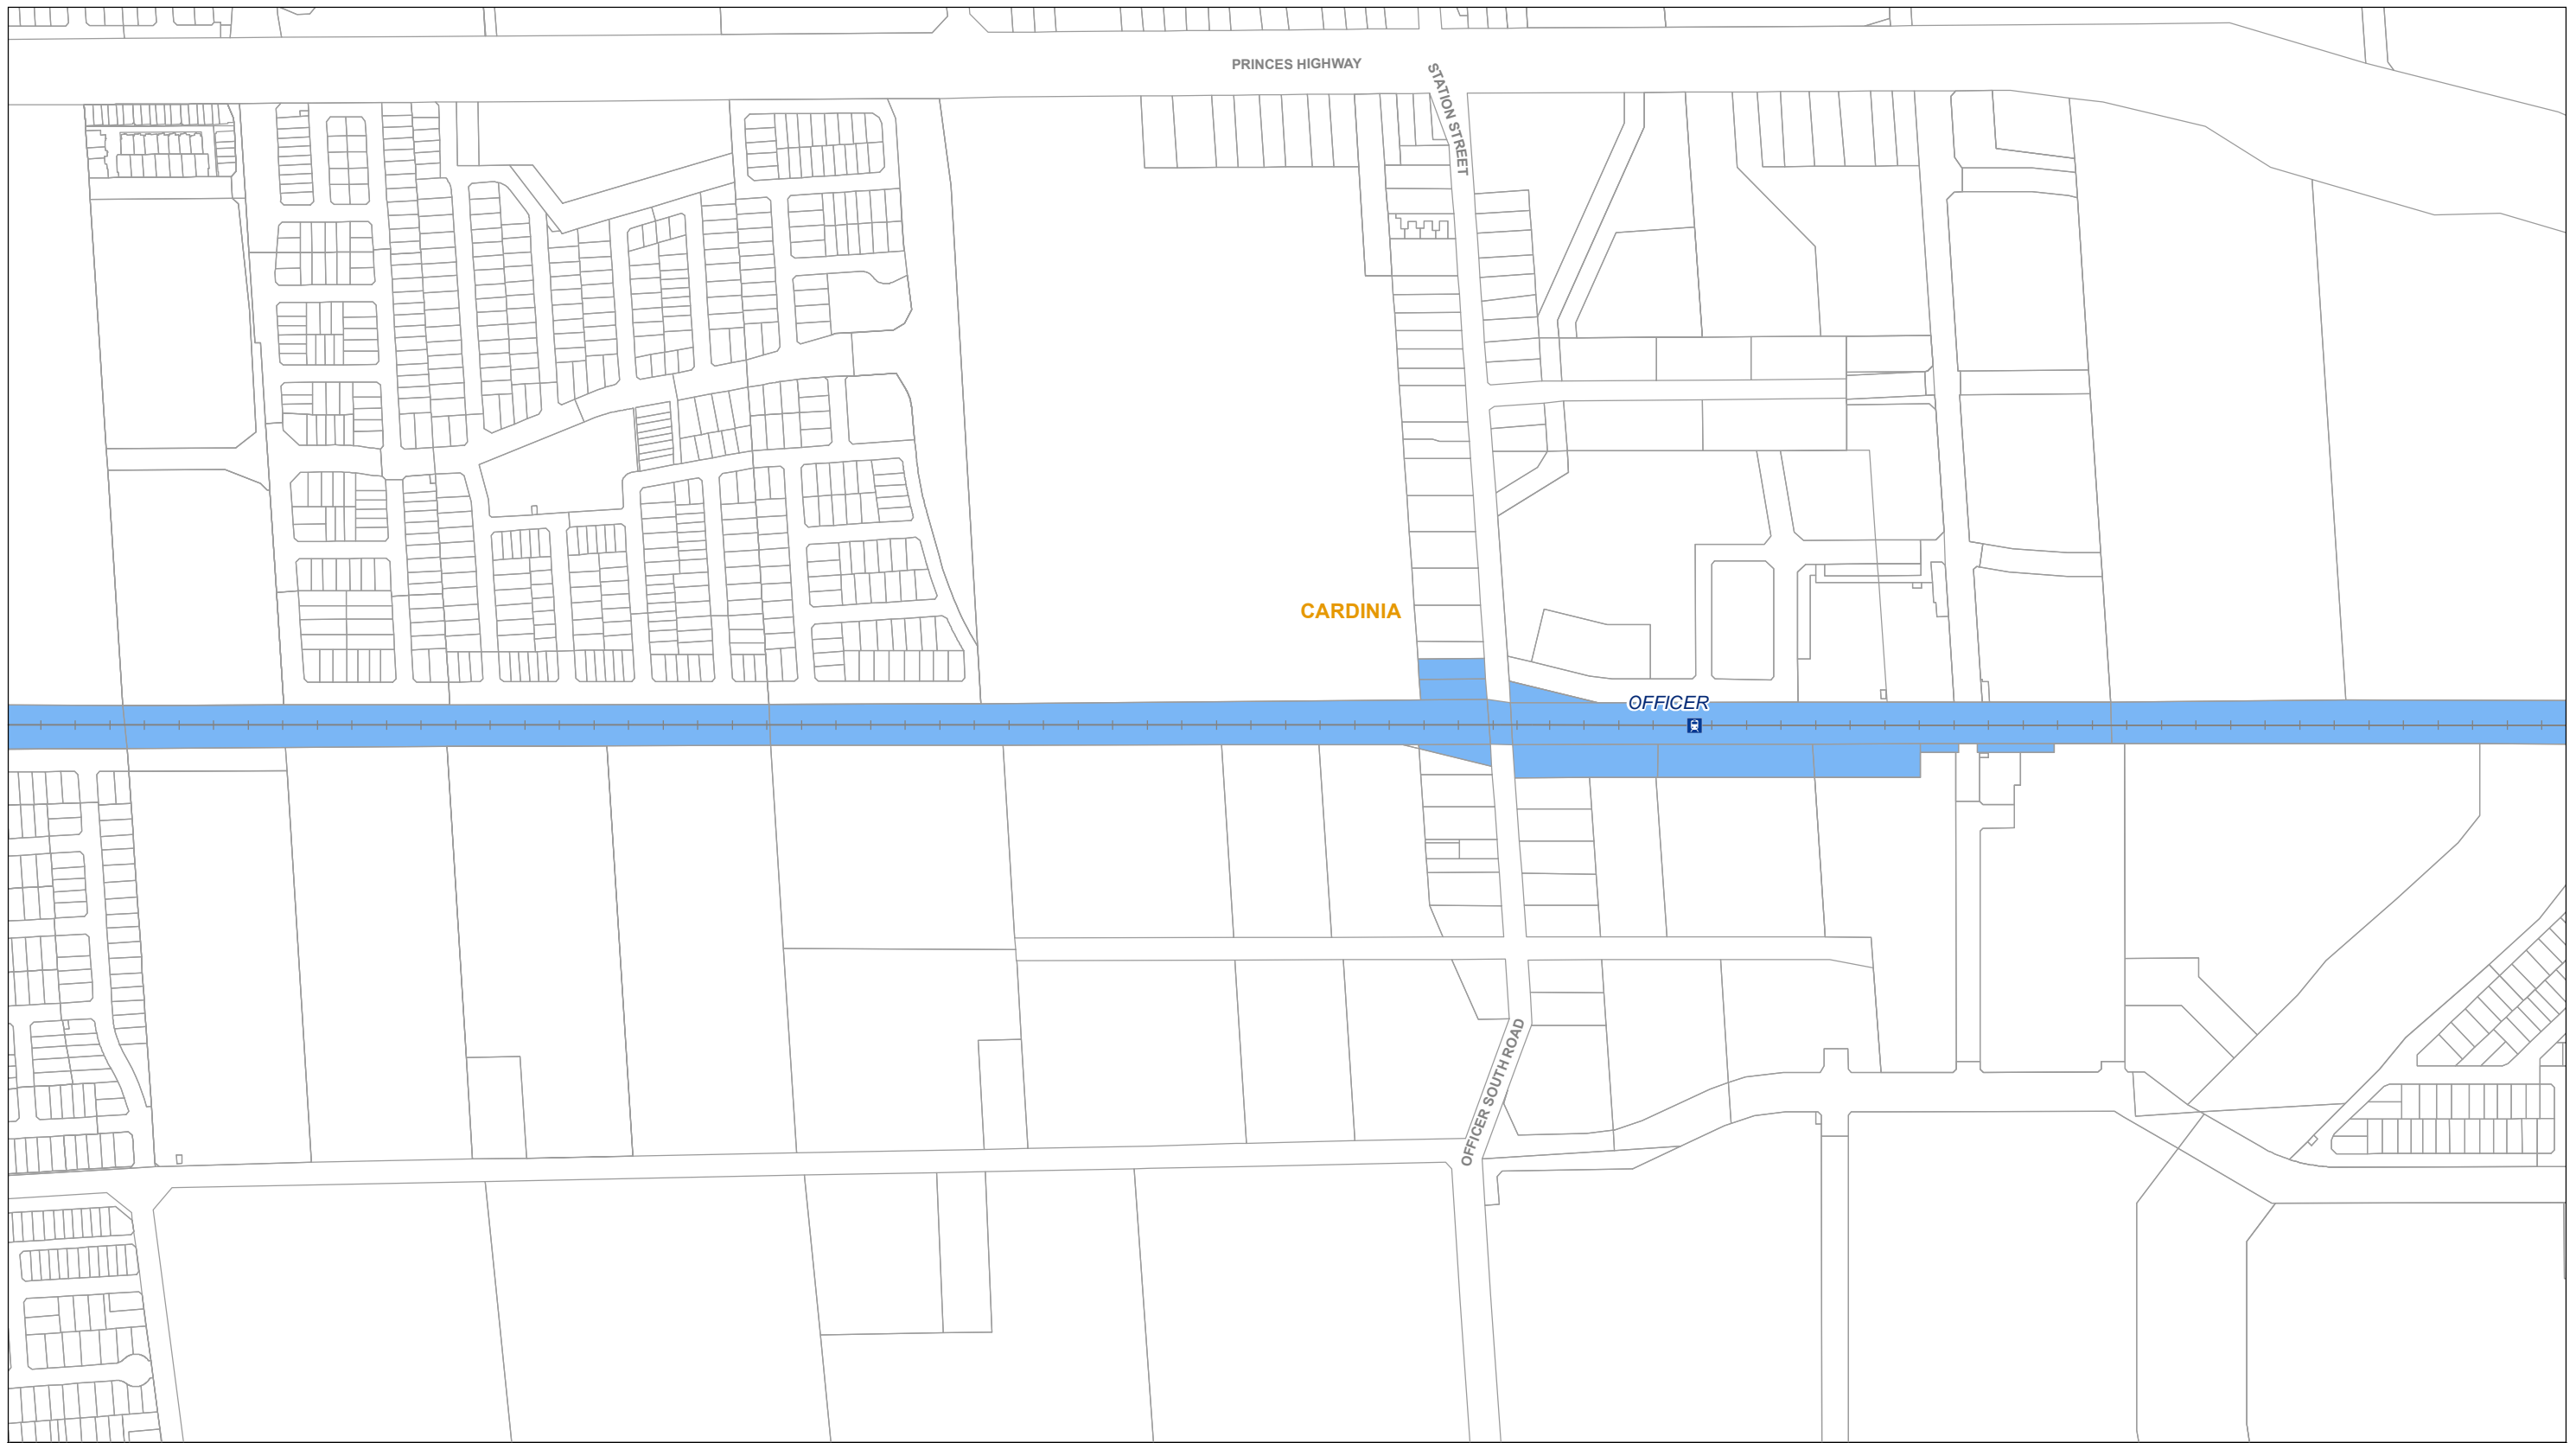 PRINCES HIGHWAY
STATION STREET
CARDINIA
OFFICER
OFFICER SOUTH ROAD